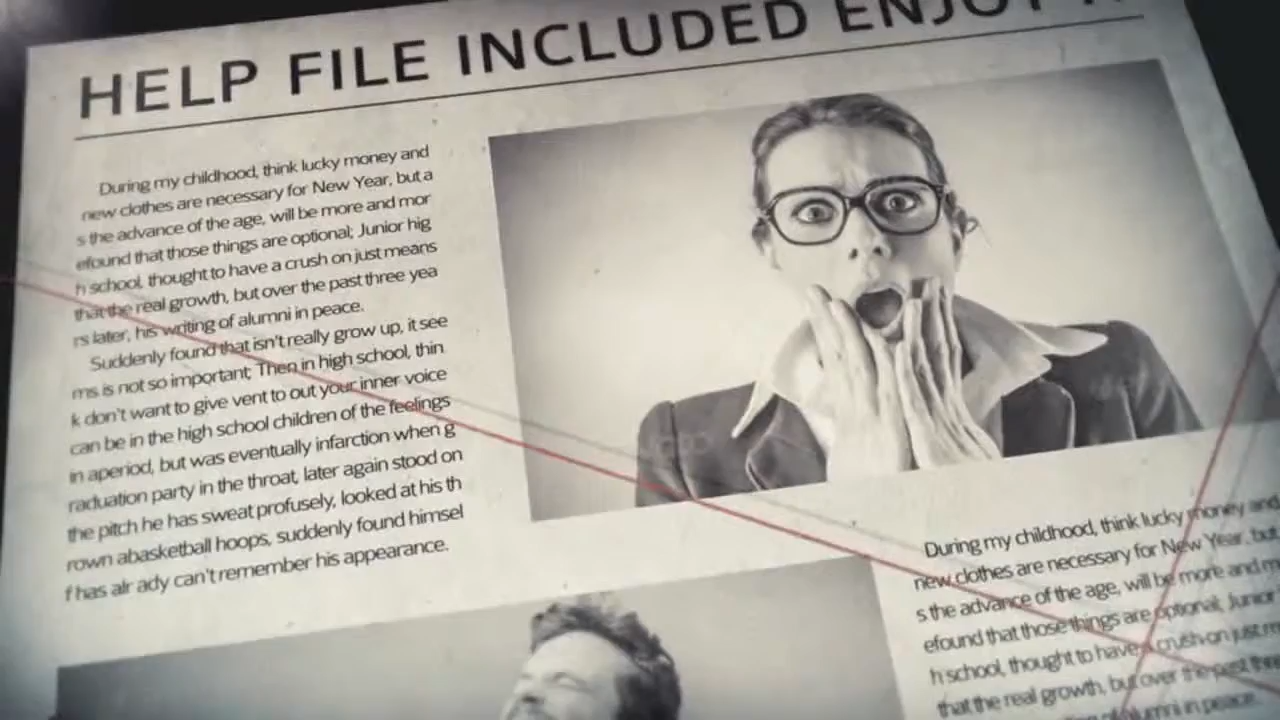 HELP FILE INCLUDED ENJOY
During my childhood, think lucky money and
new clothes are necessary for New Year, but a
s the advance of the age, will be more and mor
efound that those things are optional; Junior hig
h school, thought to have a crush on just means
that the real growth, but over the past three yea
rs later, his writing of alumni in peace.
Suddenly found that isn't really grow up, it see
ms is not so important. Then in high school, thin
k don't want to give vent to out your inner voice
can be in the high school children of the feelings
in aperiod, but was eventually infarction when g
raduation party in the throat, later again stood on
the pitch he has sweat profusely, looked at his th
rown abasketball hoops, suddenly found himsel
f has alr ady can't remember his appearance.
During my childhood, think lucky money and
new clothes are necessary for New Year, but
s the advance of the age, will be more and m
efound that those things are optional; Junior
h school, thought to have a crush on just m
that the real growth, but over the past thre
of alumni in peace.